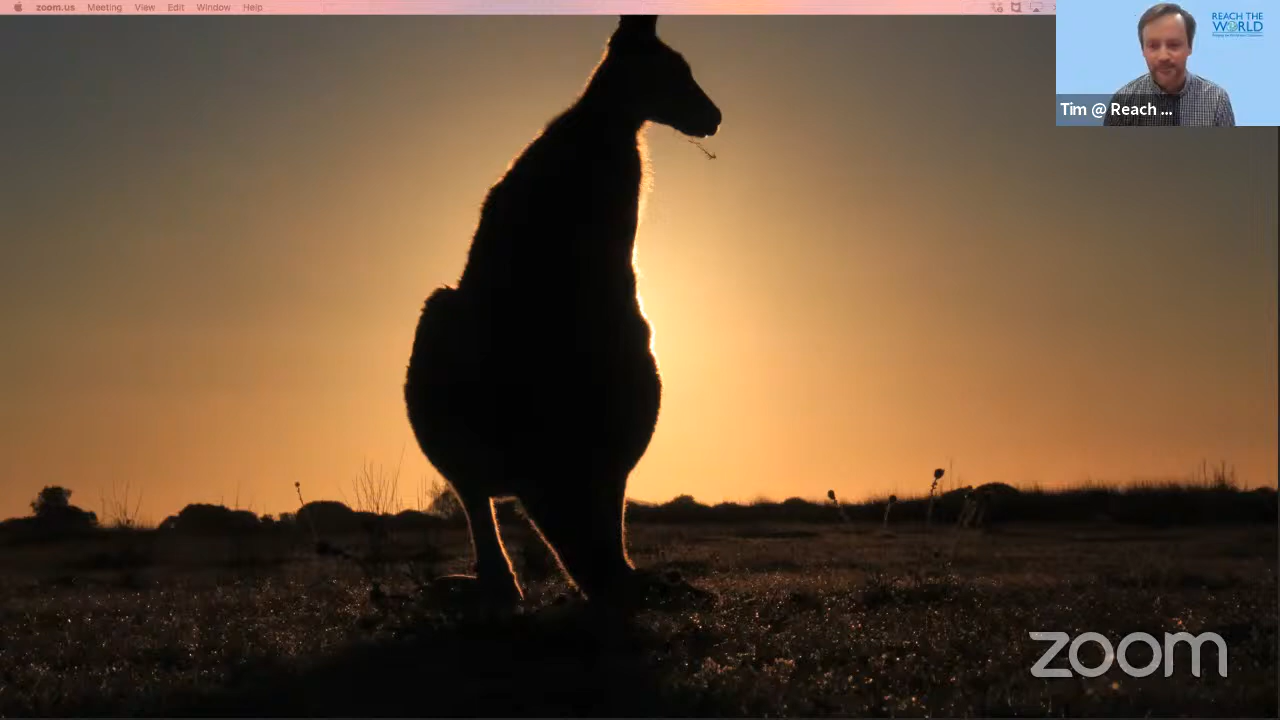 zoom.us Meeting View Edit Window Help
REACH THE
WORLD
Tim @ Reach ...
zoom